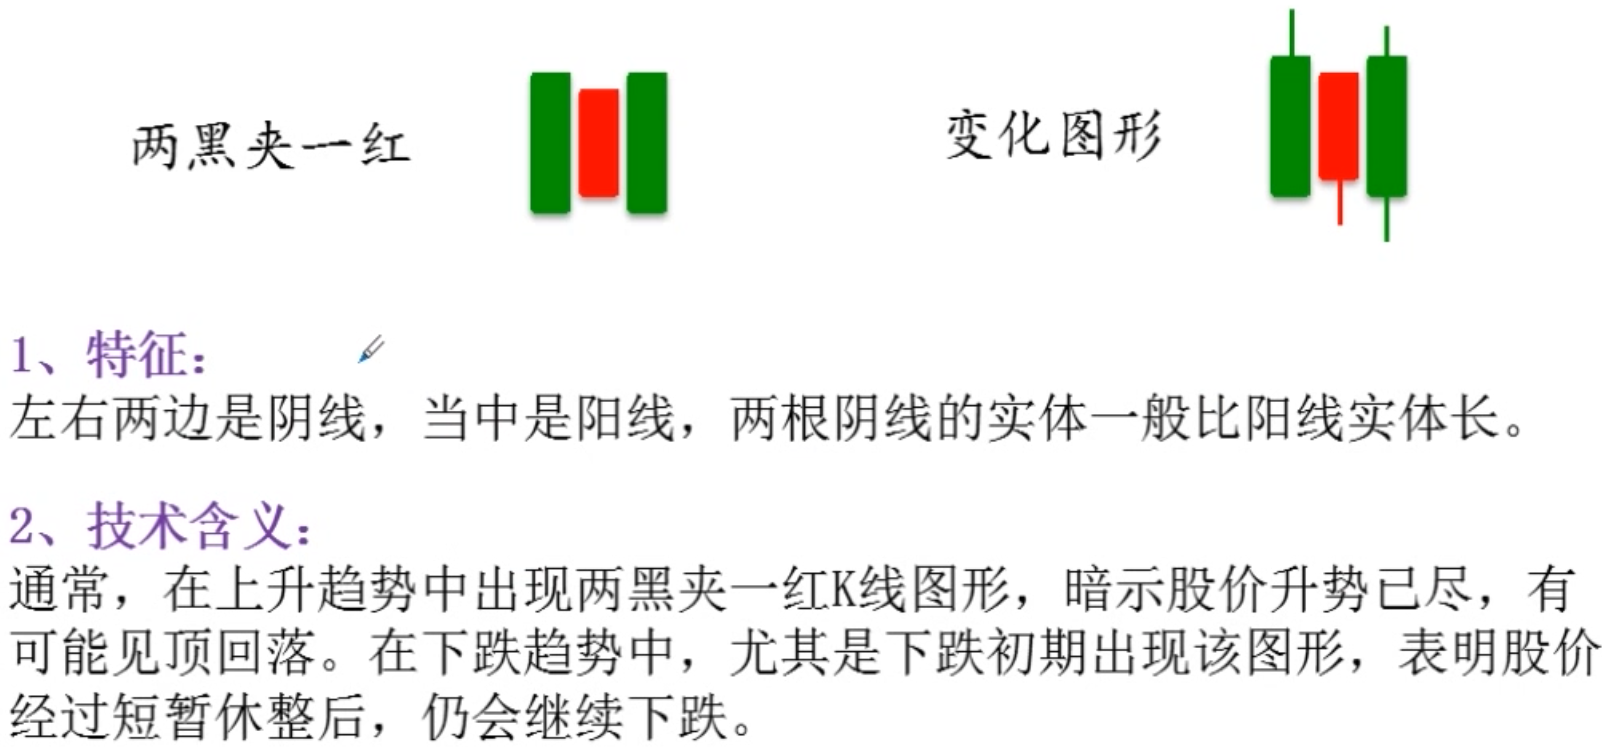 两黑夹一红
变化图形
1、特征：
左右两边是阴线，当中是阳线，两根阴线的实体一般比阳线实体长。
2、技术含义：
通常，在上升趋势中出现两黑夹一红K线图形，暗示股价升势已尽，有
可能见顶回落。在下跌趋势中，尤其是下跌初期出现该图形，表明股价
经过短暂休整后，仍会继续下跌。